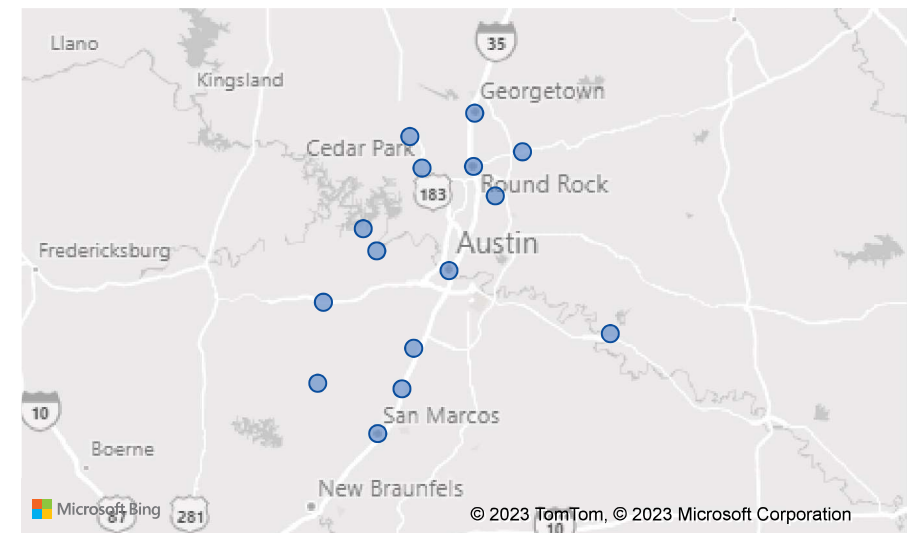 35
Llano
Kingsland
Georgetown
Cedar Park
183
Round Rock
Austin
Fredericksburg
10
San Marcos
Boerne
New Braunfels
Microsoft Bing
87
281
10
© 2023 TomTom, © 2023 Microsoft Corporation